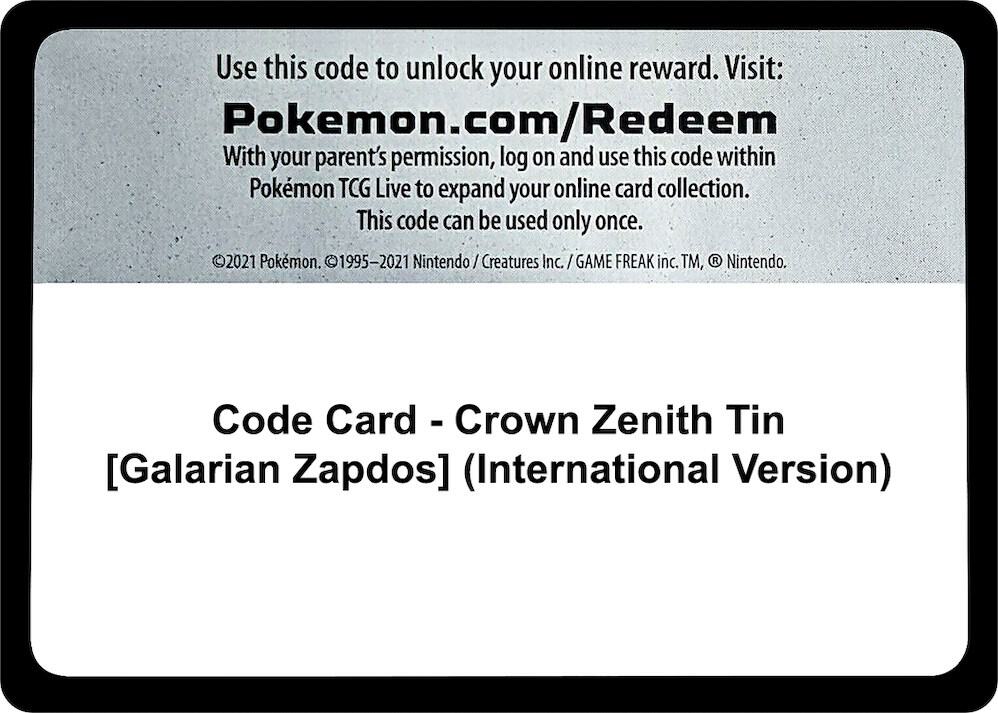 Use this code to unlock your online reward. Visit:
Pokemon.com/Redeem
With your parent's permission, log on and use this code within
Pokémon TCG Live to expand your online card collection.
This code can be used only once.
©2021 Pokémon. ©1995–2021 Nintendo / Creatures Inc. / GAME FREAK inc. TM, ® Nintendo.
Code Card - Crown Zenith Tin
[Galarian Zapdos] (International Version)